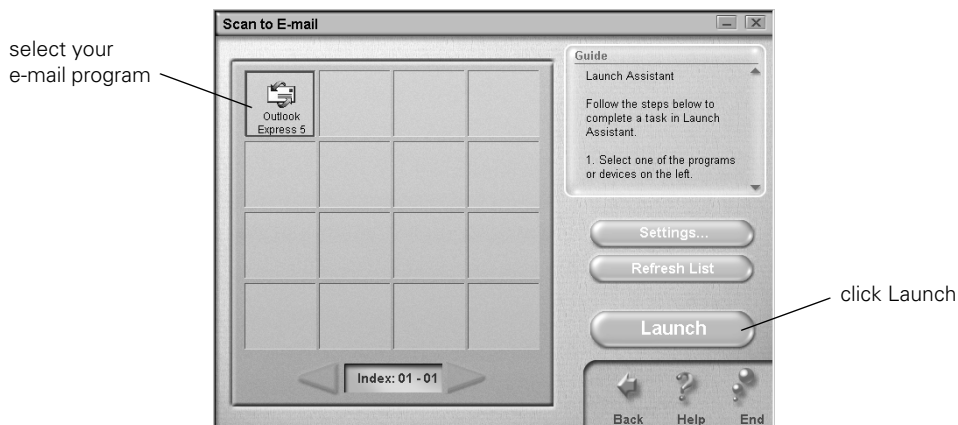 Scan to E-mail
select your
e-mail program
Outlook
Express 5
Guide
Launch Assistant
Follow the steps below to
complete a task in Launch
Assistant.
1. Select one of the programs
or devices on the left.
Settings...
Refresh List
Launch
click Launch
Index: 01 - 01
Back
Help
End